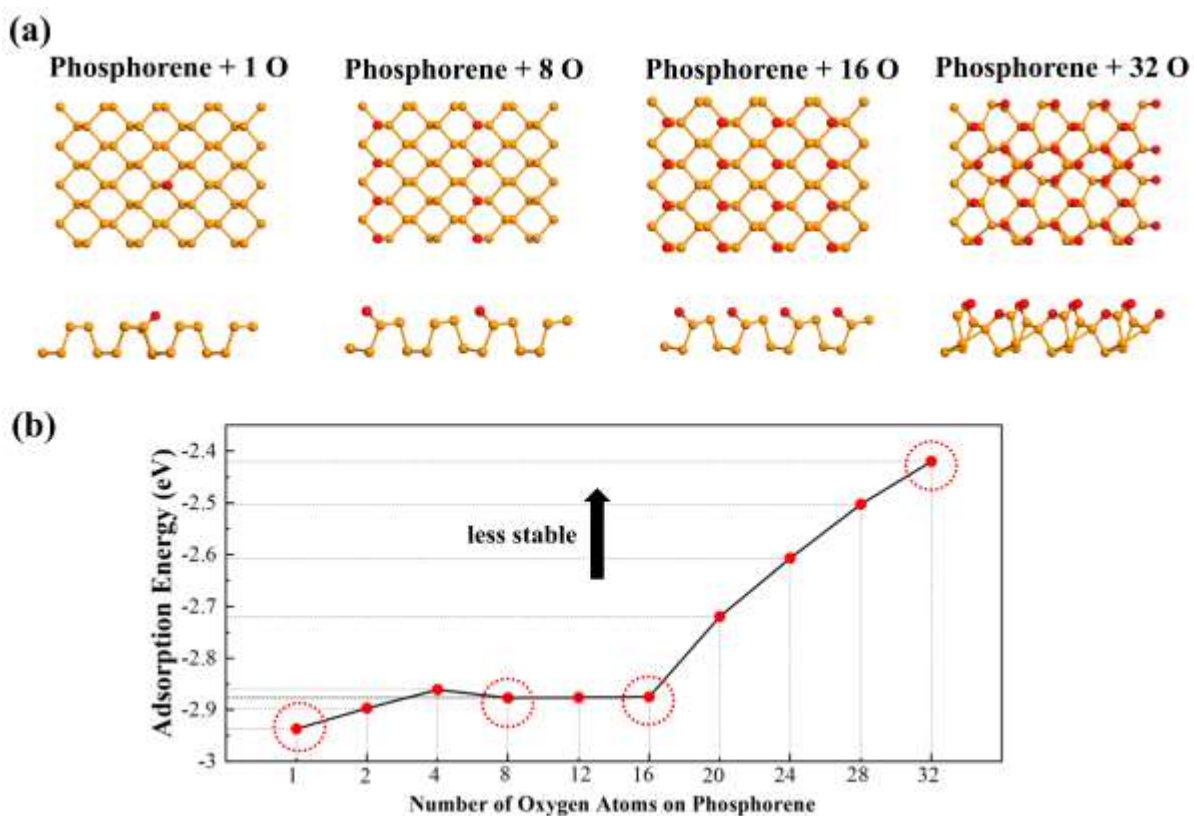 (a)
Phosphorene + 1 O
Phosphorene + 8 O
Phosphorene + 16 O
Phosphorene + 32 O
(b)
Adsorption Energy (eV)
-2.4
-2.5
-2.6
-2.7
-2.8
-2.9
-3
less stable
1 2 4 8 12 16 20 24 28 32
Number of Oxygen Atoms on Phosphorene